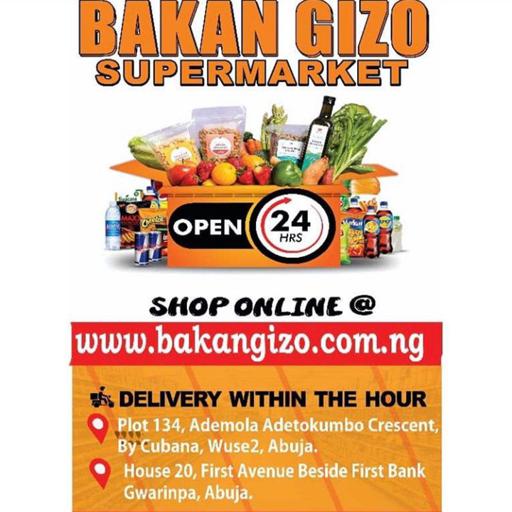 BAKAN GIZO
SUPERMARKET
OPEN 24
HRS
SHOP ONLINE @
www.bakangizo.com.ng
DELIVERY WITHIN THE HOUR
Plot 134, Ademola Adetokumbo Crescent,
By Cubana, Wuse2, Abuja.
House 20, First Avenue Beside First Bank
Gwarinpa, Abuja.